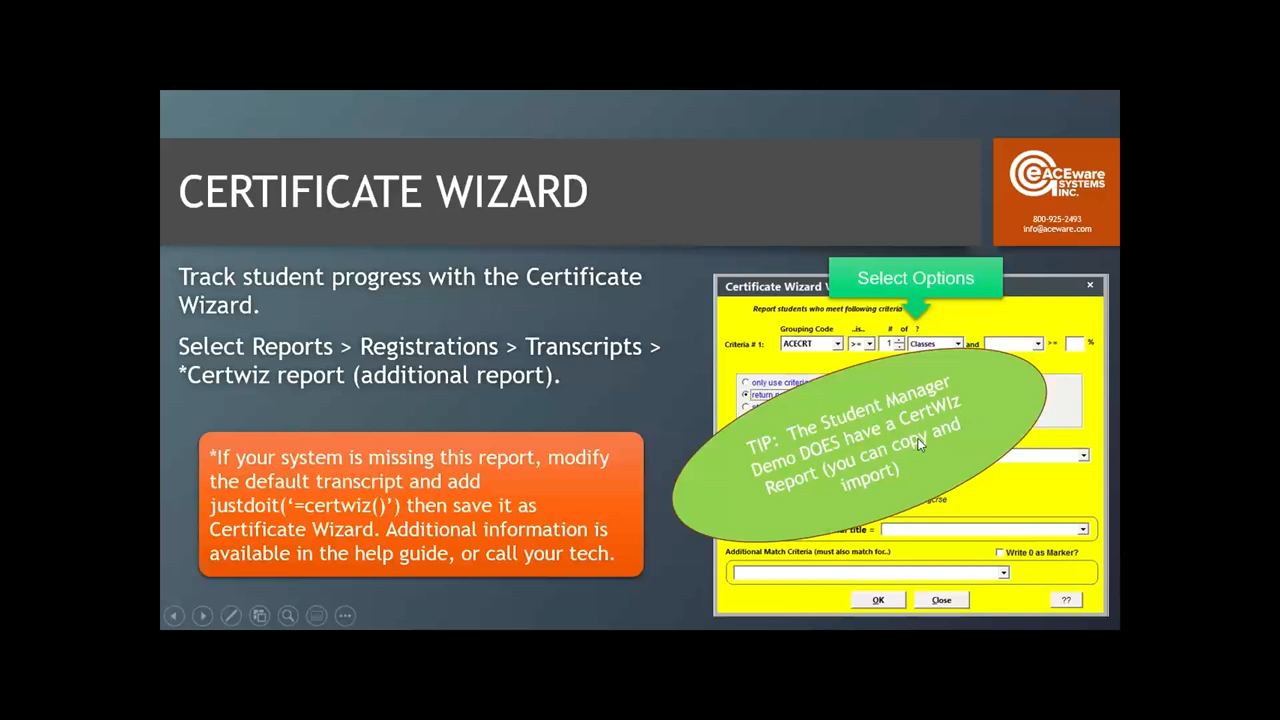 CERTIFICATE WIZARD
eACEware
SYSTEMS
INC.
800-925-2493
info@aceware.com
Track student progress with the Certificate
Wizard.
Select Reports > Registrations > Transcripts >
*Certwiz report (additional report).
*If your system is missing this report, modify
the default transcript and add
justdoit(‘=certwiz()’) then save it as
Certificate Wizard. Additional information is
available in the help guide, or call your tech.
Select Options
Certificate Wizard
Report students who meet following criteria
Grouping Code ..is.. # of ?
Criteria # 1: ACECRT >= 1 Classes and >= %
only use criteria
return
TIP: The Student Manager
Demo DOES have a CertWIz
Report (you can copy and
import)
title =
Additional Match Criteria (must also match for..) Write 0 as Marker?
OK Close ??